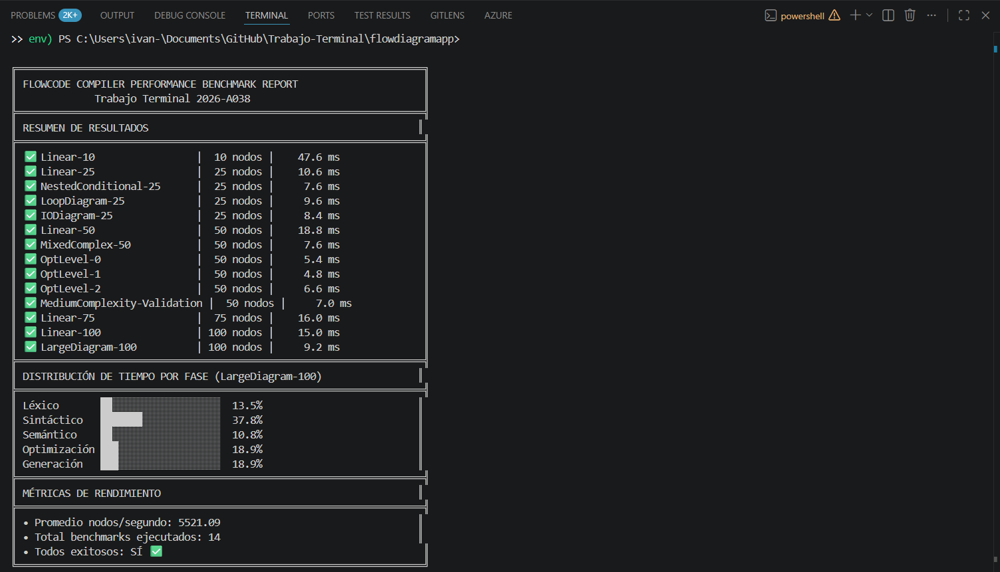 PROBLEMS 2K+ OUTPUT DEBUG CONSOLE TERMINAL PORTS TEST RESULTS GITLENS AZURE powershell
>> env) PS C:\Users\ivan-\Documents\GitHub\Trabajo-Terminal\flowdiagramapp>
FLOWCODE COMPILER PERFORMANCE BENCHMARK REPORT
Trabajo Terminal 2026-A038
RESUMEN DE RESULTADOS
✅ Linear-10 | 10 nodos | 47.6 ms
✅ Linear-25 | 25 nodos | 10.6 ms
✅ NestedConditional-25 | 25 nodos | 7.6 ms
✅ LoopDiagram-25 | 25 nodos | 9.6 ms
✅ IODiagram-25 | 25 nodos | 8.4 ms
✅ Linear-50 | 50 nodos | 18.8 ms
✅ MixedComplex-50 | 50 nodos | 7.6 ms
✅ OptLevel-0 | 50 nodos | 5.4 ms
✅ OptLevel-1 | 50 nodos | 4.8 ms
✅ OptLevel-2 | 50 nodos | 6.6 ms
✅ MediumComplexity-Validation | 50 nodos | 7.0 ms
✅ Linear-75 | 75 nodos | 16.0 ms
✅ Linear-100 | 100 nodos | 15.0 ms
✅ LargeDiagram-100 | 100 nodos | 9.2 ms
DISTRIBUCIÓN DE TIEMPO POR FASE (LargeDiagram-100)
Léxico 13.5%
Sintáctico 37.8%
Semántico 10.8%
Optimización 18.9%
Generación 18.9%
MÉTRICAS DE RENDIMIENTO
• Promedio nodos/segundo: 5521.09
• Total benchmarks ejecutados: 14
• Todos exitosos: SÍ ✅